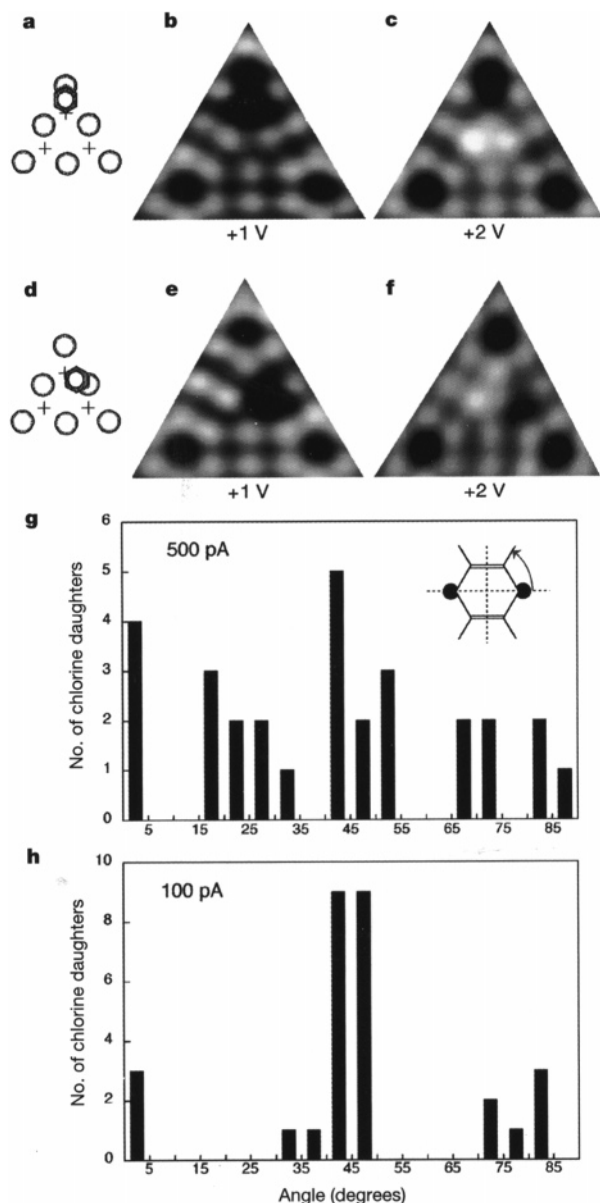 a
b
c
+1 V
+2 V
d
e
f
+1 V
+2 V
g
No. of chlorine daughters
6
5
4
3
2
1
0
500 pA
5 15 25 35 45 55 65 75 85
h
No. of chlorine daughters
10
8
6
4
2
0
100 pA
5 15 25 35 45 55 65 75 85
Angle (degrees)